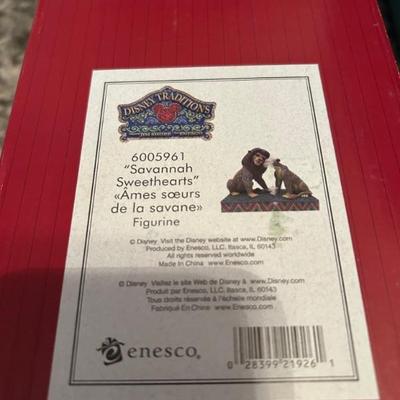 DISNEY TRADITIONS
6005961
“Savannah
Sweethearts”
«Âmes sœurs
de la savane»
Figurine
© Disney Visit the Disney website at www.Disney.com
Produced by Enesco, LLC, Itasca, IL, 60143
All rights reserved worldwide
Made In China www.Enesco.com
© Disney Visitez le site Web de Disney à www.Disney.com
Produit par Enesco, LLC, Itasca, IL 60143
Tous droits réservés à l'échelle mondiale
Fabriqué En China www.Enesco.com
enesco®
0 28399 21926 1